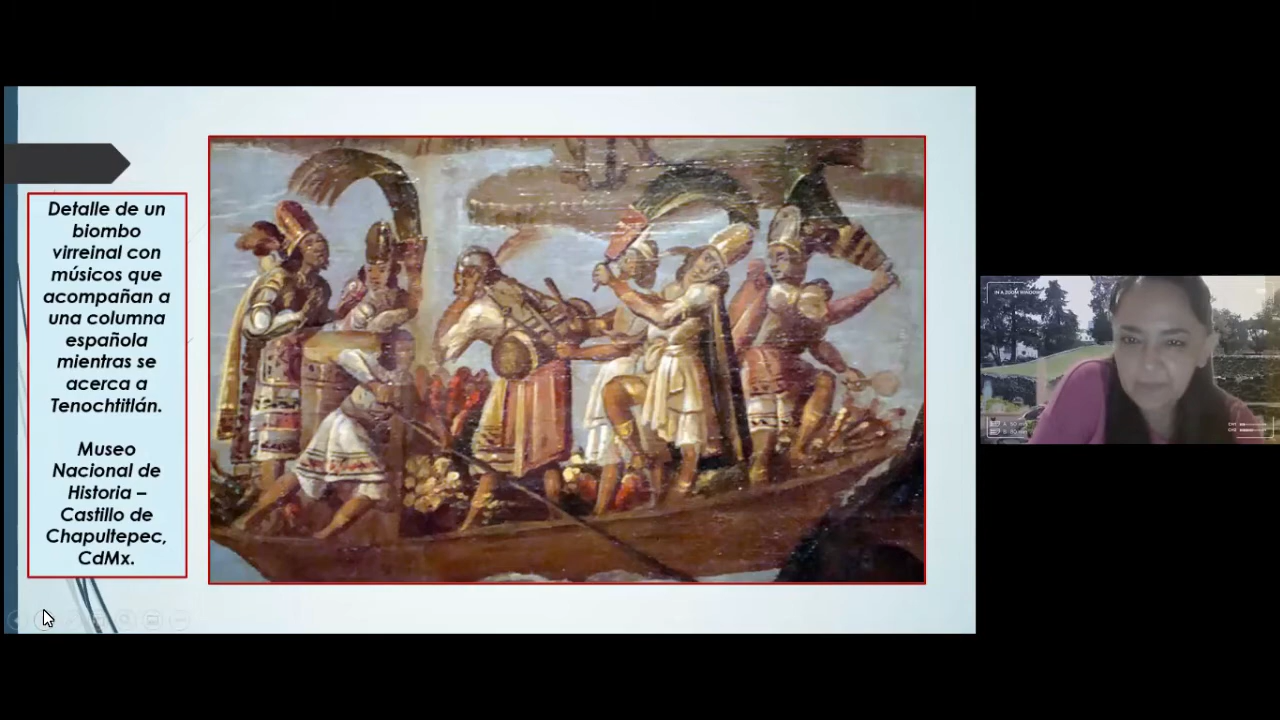 Detalle de un
biombo
virreinal con
músicos que
acompañan a
una columna
española
mientras se
acerca a
Tenochtitlán.
Museo
Nacional de
Historia –
Castillo de
Chapultepec,
CdMx.